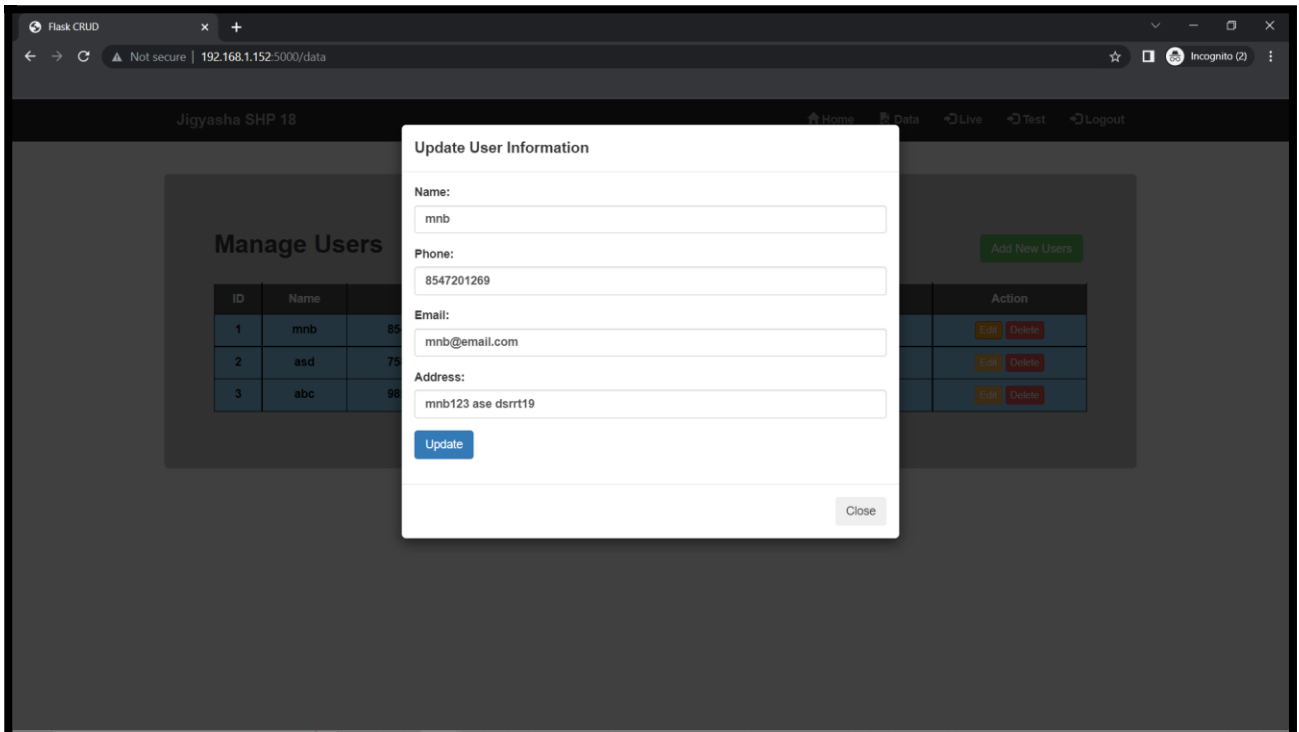 Flask CRUD
Not secure | 192.168.1.152:5000/data
Incognito (2)
Jigyasha SHP 18
Home Data Live Test Logout
Update User Information
Name:
mnb
Phone:
8547201269
Email:
mnb@email.com
Address:
mnb123 ase dsrrt19
Update
Close
Manage Users
Add New Users
ID Name Action
1 mnb 85 Edit Delete
2 asd 75 Edit Delete
3 abc 98 Edit Delete